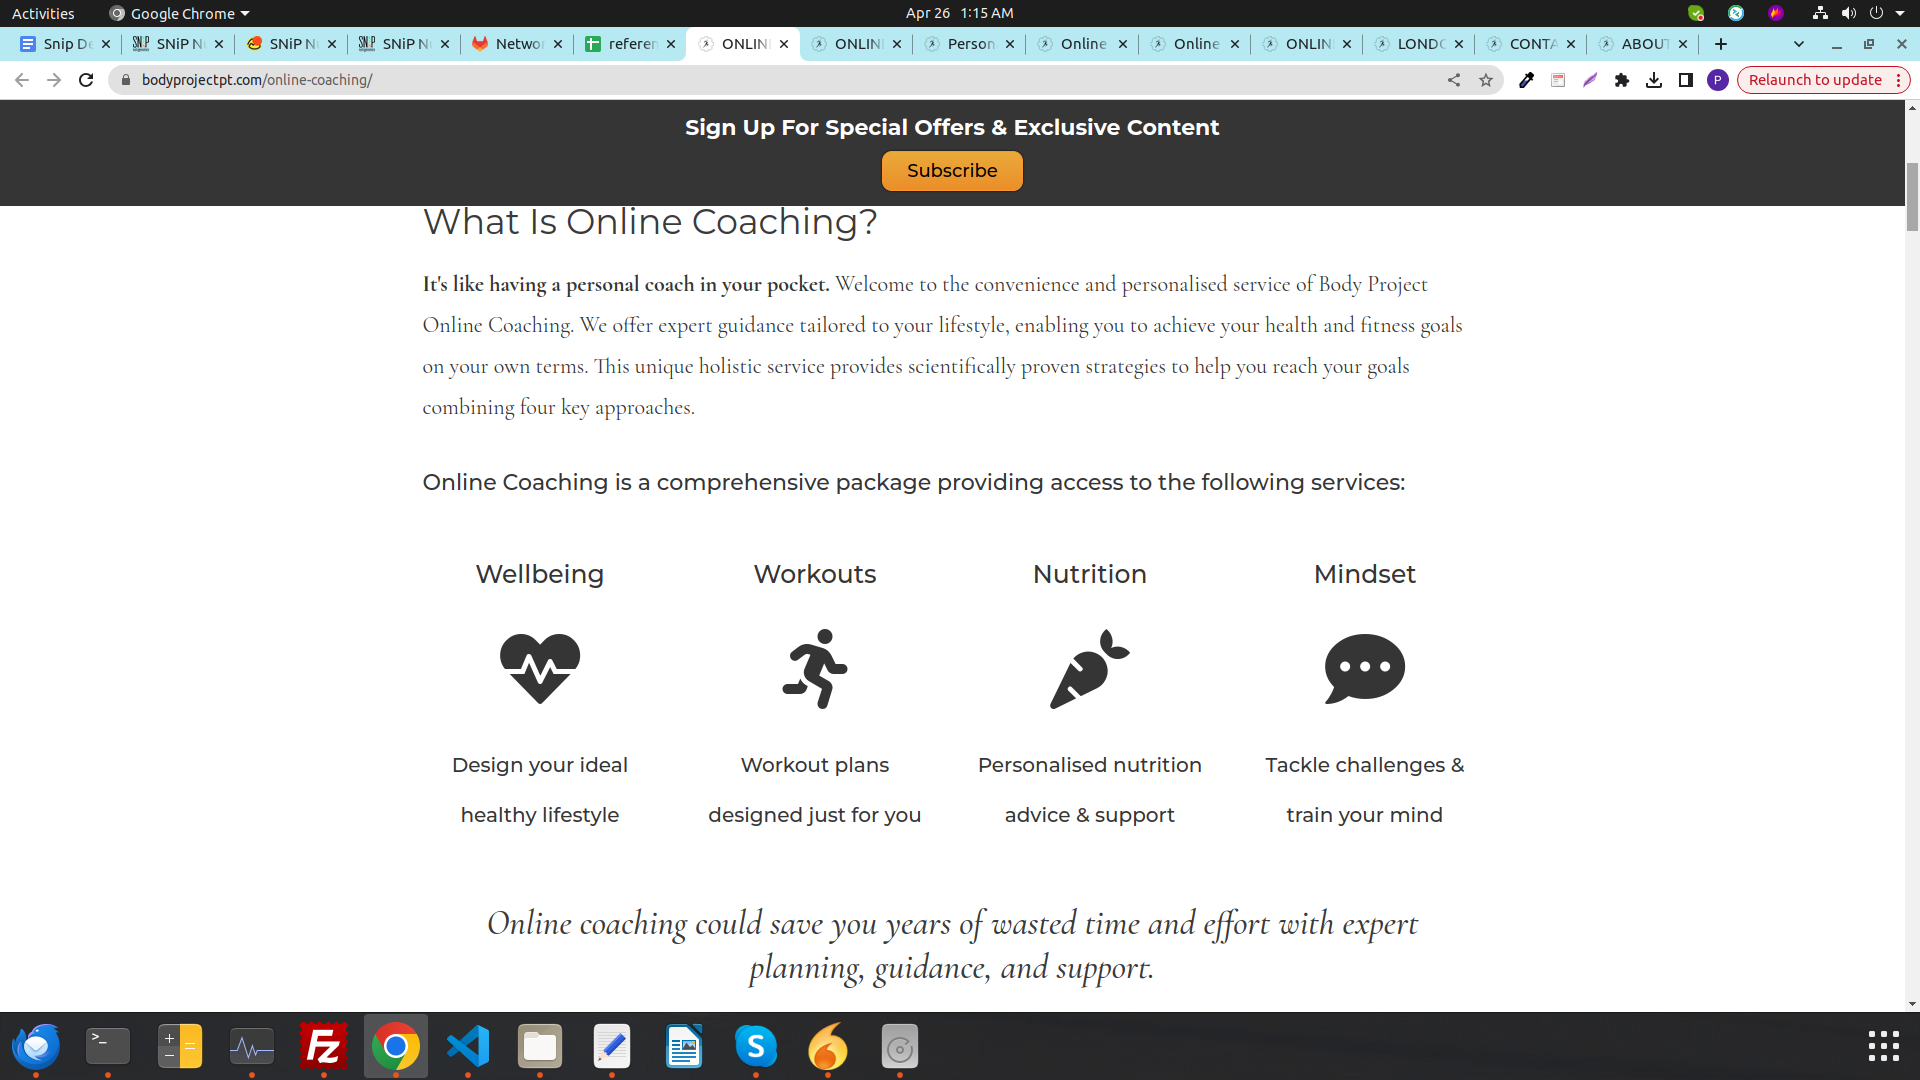 Activities
Google Chrome
Apr 26 1:15 AM
Snip De
SNiP N
SNiP N
SNiP N
Networ
referen
ONLIN
ONLIN
Person
Online
Online
ONLIN
LONDO
CONTA
ABOUT
bodyprojectpt.com/online-coaching/
P
Relaunch to update
Sign Up For Special Offers & Exclusive Content
Subscribe
What Is Online Coaching?
It's like having a personal coach in your pocket. Welcome to the convenience and personalised service of Body Project
Online Coaching. We offer expert guidance tailored to your lifestyle, enabling you to achieve your health and fitness goals
on your own terms. This unique holistic service provides scientifically proven strategies to help you reach your goals
combining four key approaches.
Online Coaching is a comprehensive package providing access to the following services:
Wellbeing
Workouts
Nutrition
Mindset
Design your ideal
healthy lifestyle
Workout plans
designed just for you
Personalised nutrition
advice & support
Tackle challenges &
train your mind
Online coaching could save you years of wasted time and effort with expert
planning, guidance, and support.